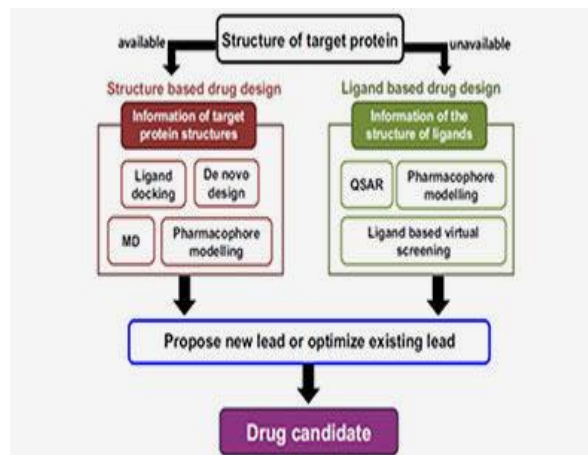 Structure of target protein
available
unavailable
Structure based drug design
Information of target
protein structures
Ligand
docking
De novo
design
MD
Pharmacophore
modelling
Ligand based drug design
Information of the
structure of ligands
QSAR
Pharmacophore
modelling
Ligand based virtual
screening
Propose new lead or optimize existing lead
Drug candidate